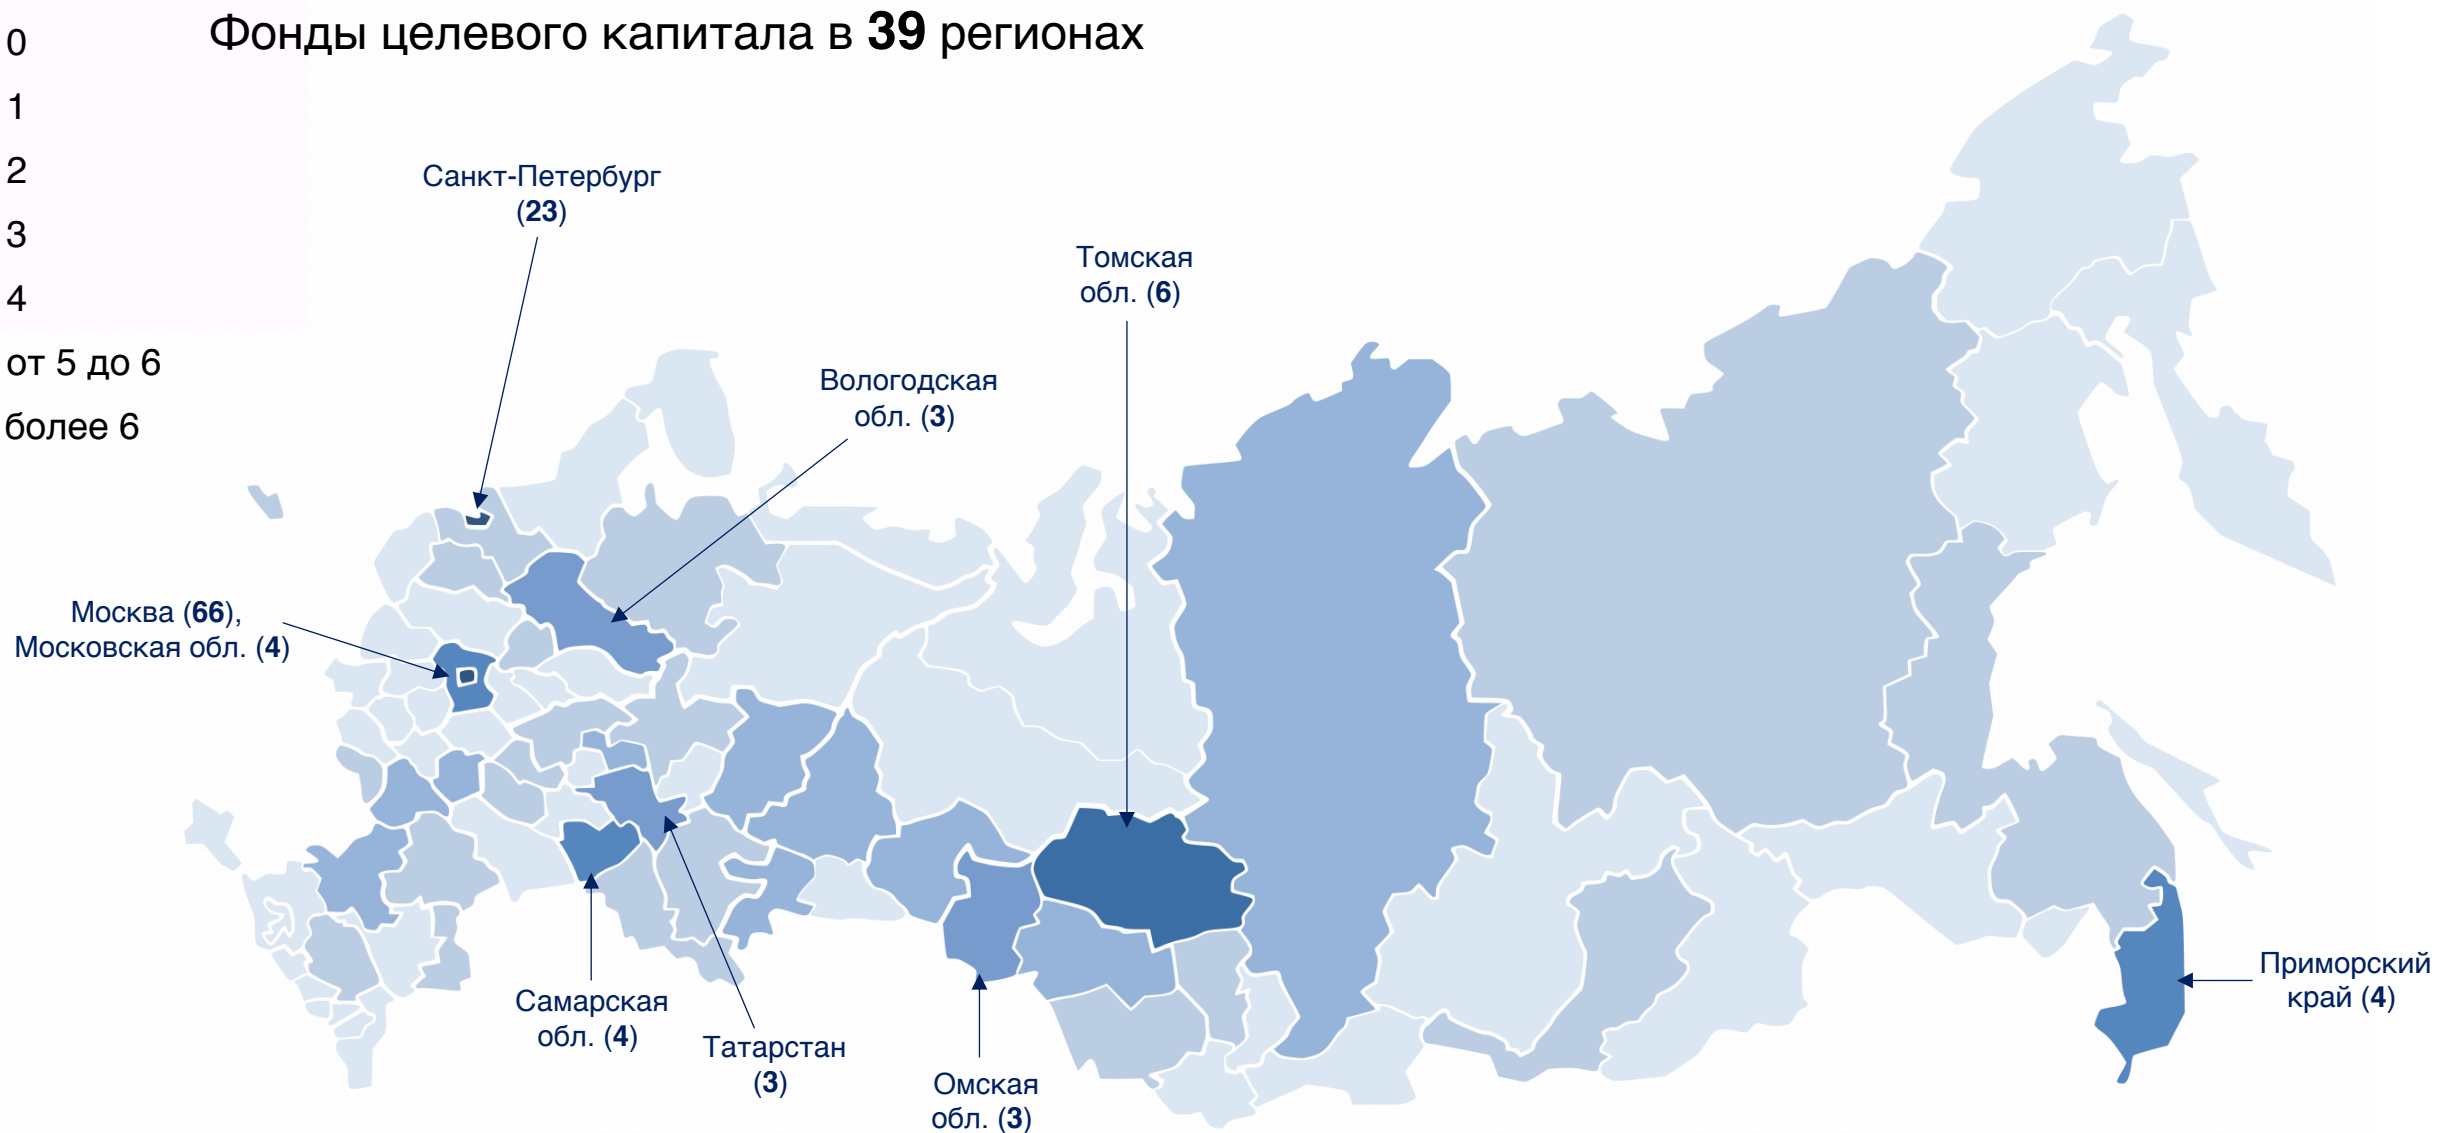 Фонды целевого капитала в 39 регионах
0
1
2
3
4
от 5 до 6
более 6
Санкт-Петербург
(23)
Томская
обл. (6)
Вологодская
обл. (3)
Москва (66),
Московская обл. (4)
Самарская
обл. (4)
Татарстан
(3)
Омская
обл. (3)
Приморский
край (4)